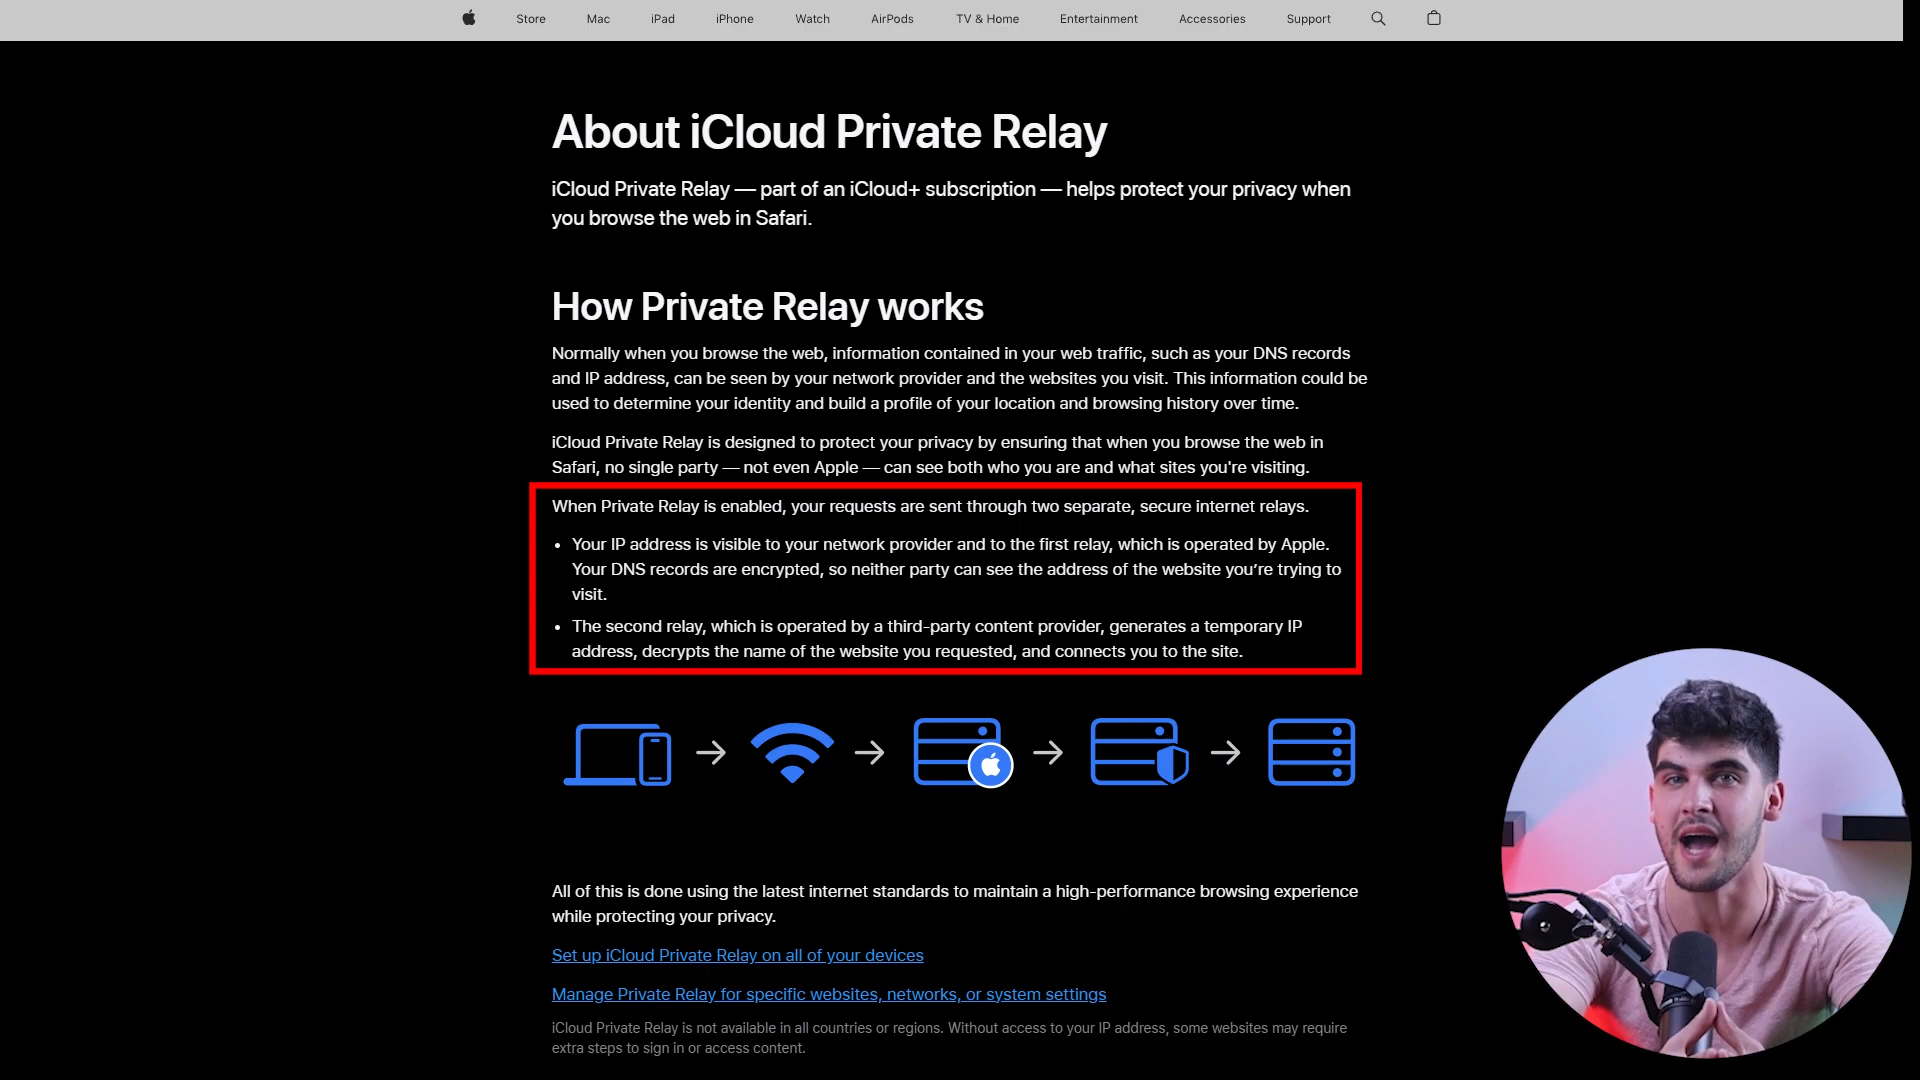 Store Mac iPad iPhone Watch AirPods TV & Home Entertainment Accessories Support
About iCloud Private Relay
iCloud Private Relay — part of an iCloud+ subscription — helps protect your privacy when
you browse the web in Safari.
How Private Relay works
Normally when you browse the web, information contained in your web traffic, such as your DNS records
and IP address, can be seen by your network provider and the websites you visit. This information could be
used to determine your identity and build a profile of your location and browsing history over time.
iCloud Private Relay is designed to protect your privacy by ensuring that when you browse the web in
Safari, no single party — not even Apple — can see both who you are and what sites you're visiting.
When Private Relay is enabled, your requests are sent through two separate, secure internet relays.
• Your IP address is visible to your network provider and to the first relay, which is operated by Apple.
Your DNS records are encrypted, so neither party can see the address of the website you’re trying to
visit.
• The second relay, which is operated by a third-party content provider, generates a temporary IP
address, decrypts the name of the website you requested, and connects you to the site.
All of this is done using the latest internet standards to maintain a high-performance browsing experience
while protecting your privacy.
Set up iCloud Private Relay on all of your devices
Manage Private Relay for specific websites, networks, or system settings
iCloud Private Relay is not available in all countries or regions. Without access to your IP address, some websites may require
extra steps to sign in or access content.